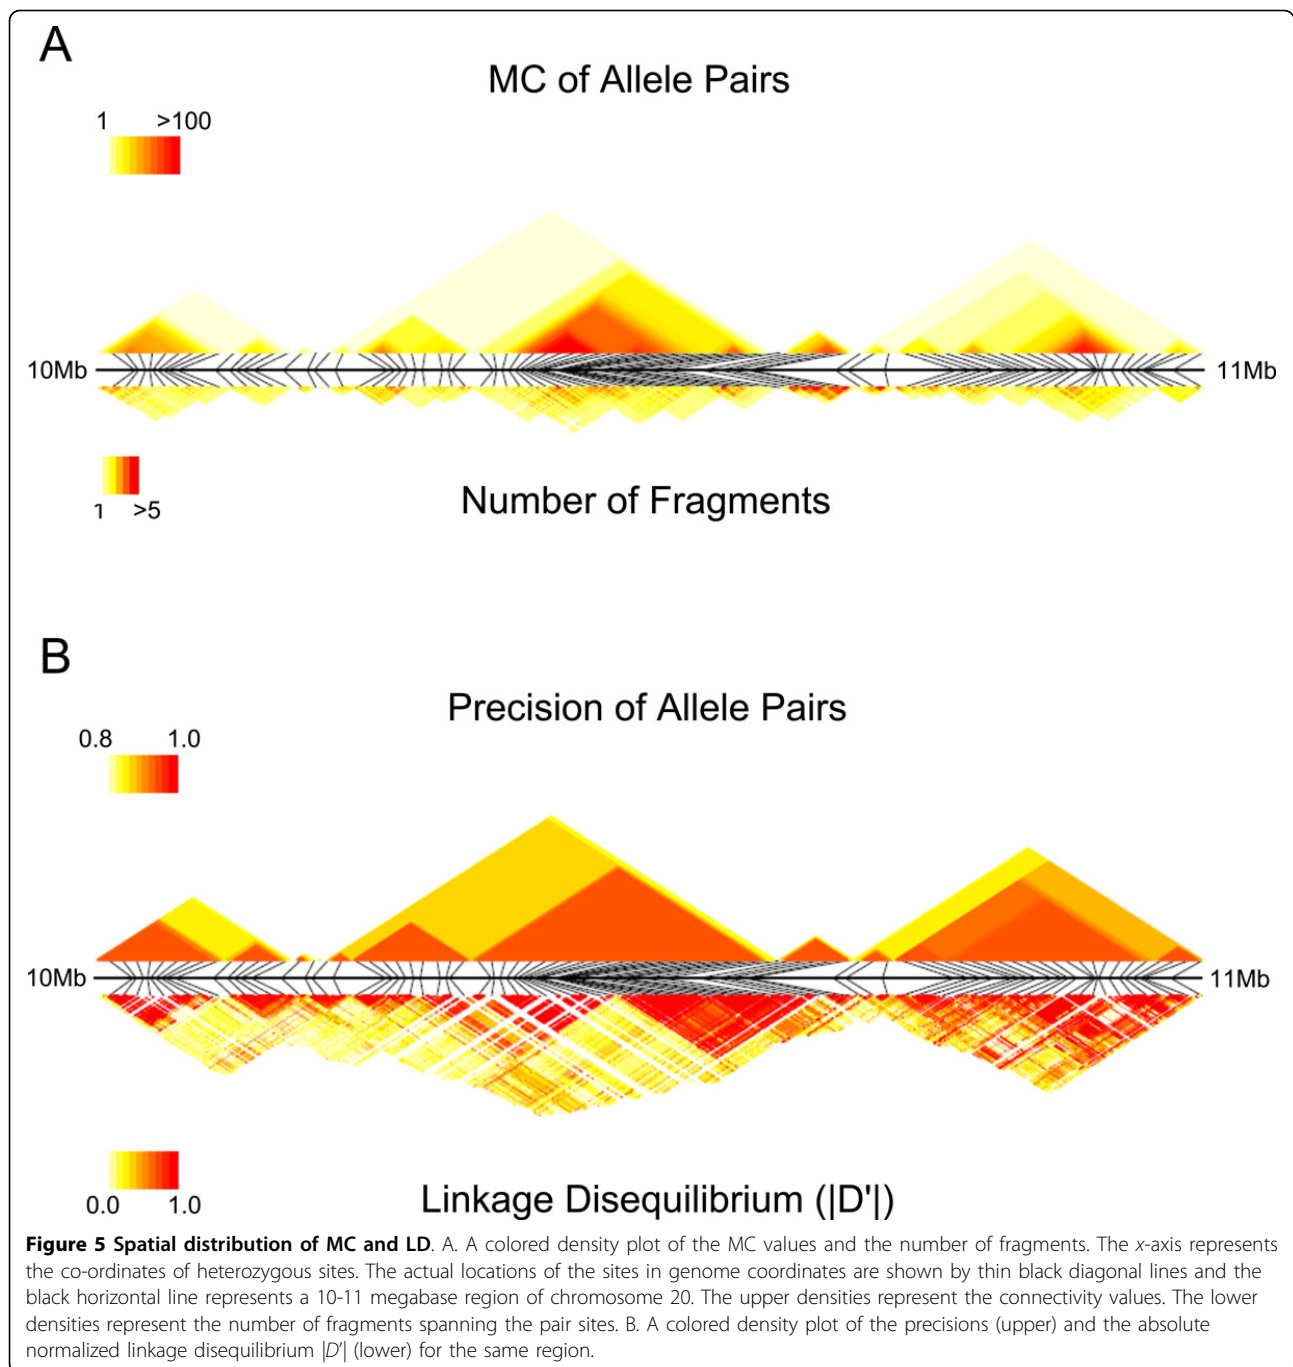 A
MC of Allele Pairs
1 >100
10Mb 11Mb
1 >5
Number of Fragments
B
Precision of Allele Pairs
0.8 1.0
10Mb 11Mb
0.0 1.0
Linkage Disequilibrium (|D'|)
Figure 5 Spatial distribution of MC and LD. A. A colored density plot of the MC values and the number of fragments. The x-axis represents
the co-ordinates of heterozygous sites. The actual locations of the sites in genome coordinates are shown by thin black diagonal lines and the
black horizontal line represents a 10-11 megabase region of chromosome 20. The upper densities represent the connectivity values. The lower
densities represent the number of fragments spanning the pair sites. B. A colored density plot of the precisions (upper) and the absolute
normalized linkage disequilibrium |D'| (lower) for the same region.